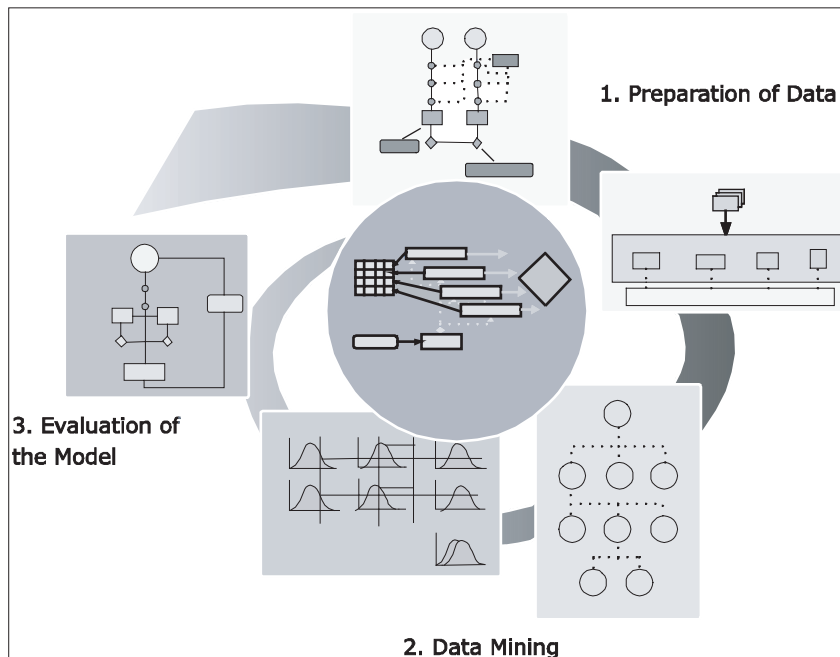 1. Preparation of Data
3. Evaluation of
the Model
2. Data Mining